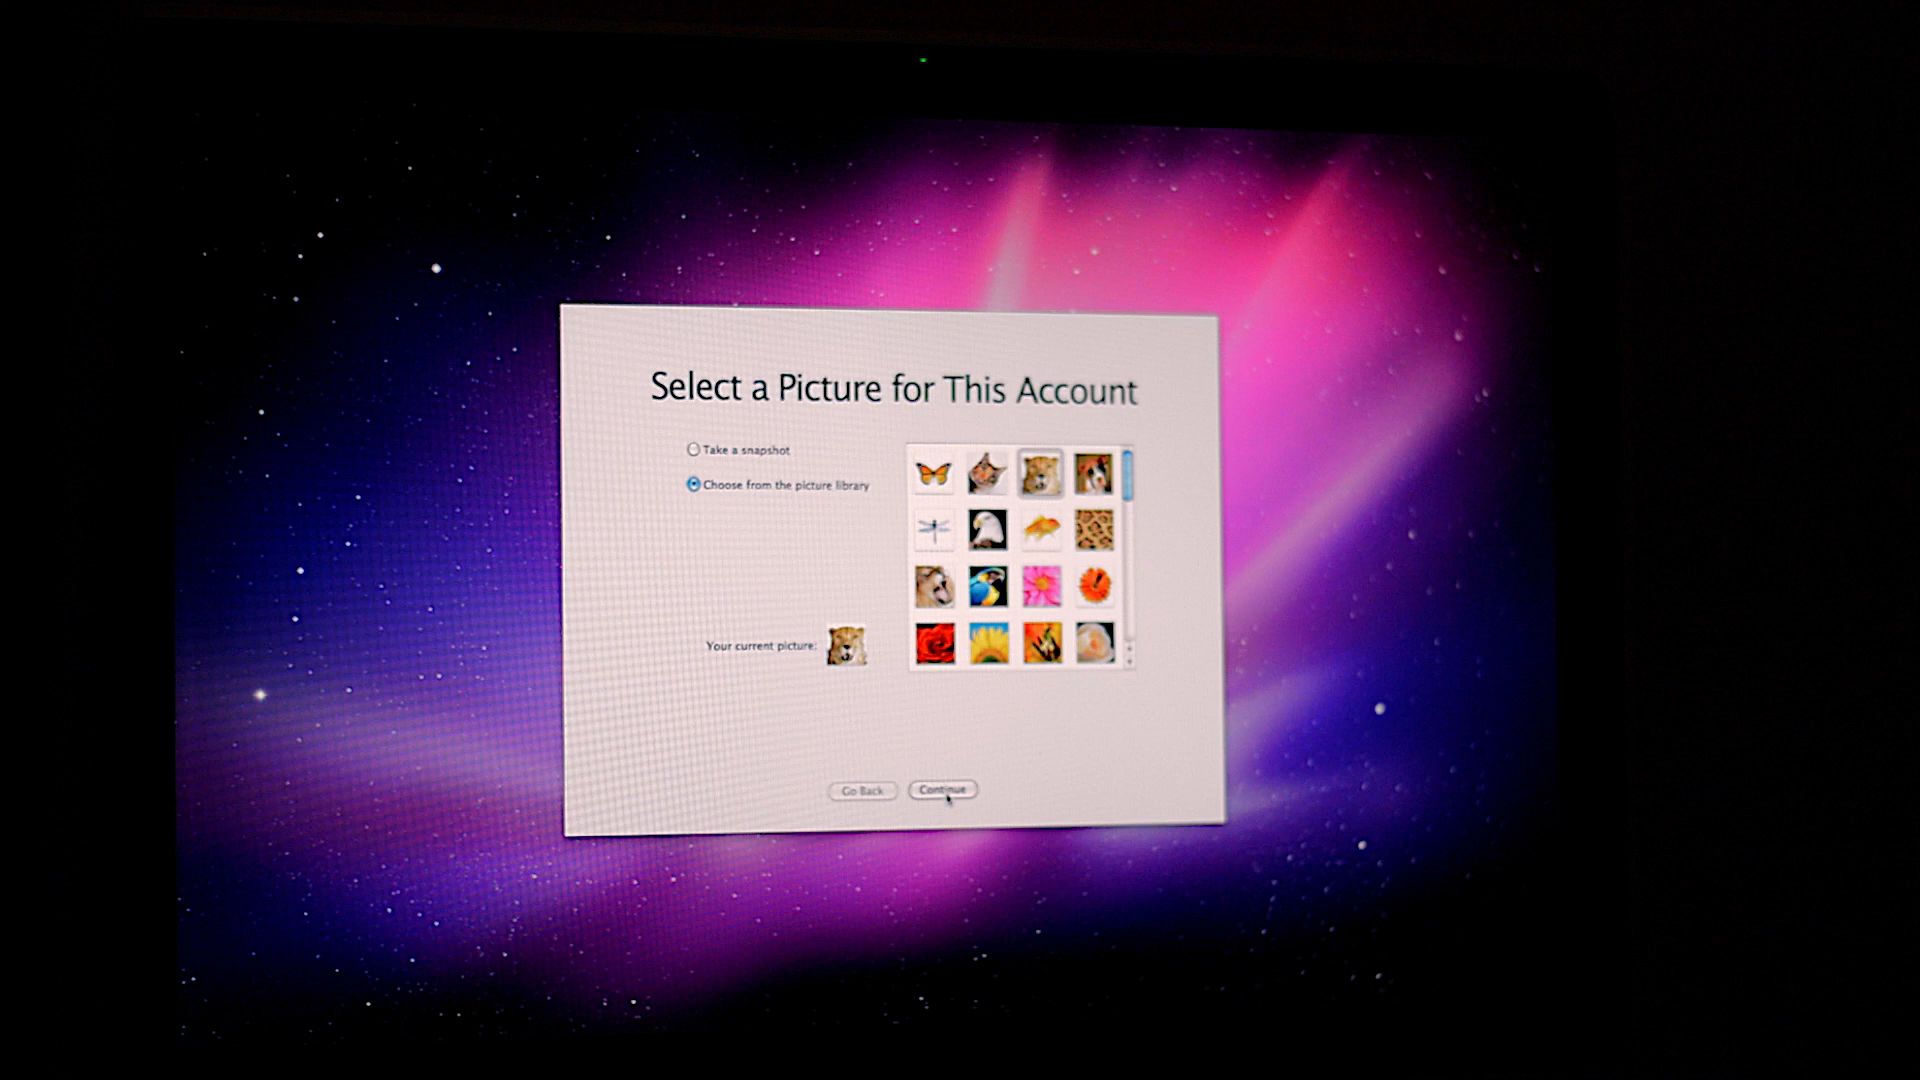 Select a Picture for This Account
Take a snapshot
Choose from the picture library
Your current picture:
Go Back
Continue